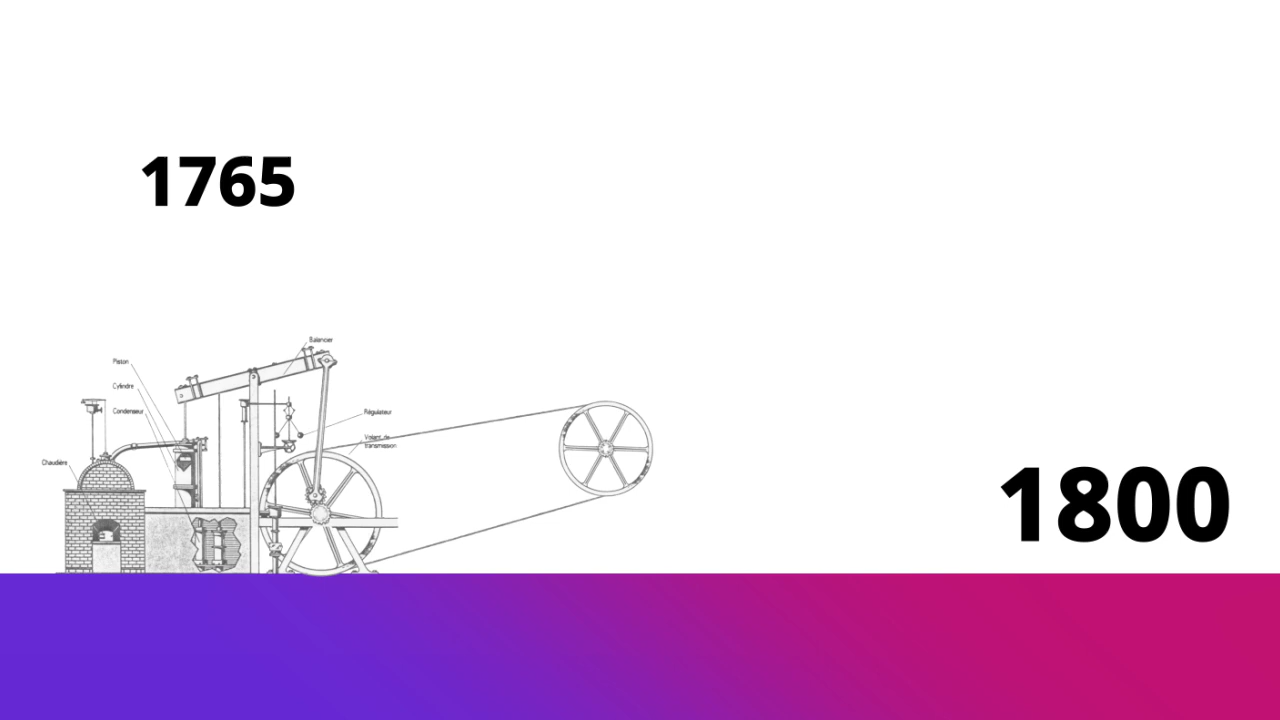 1765
Balancier
Piston
Cylindre
Condenseur
Régulateur
Volant de
transmission
Chaudière
1800